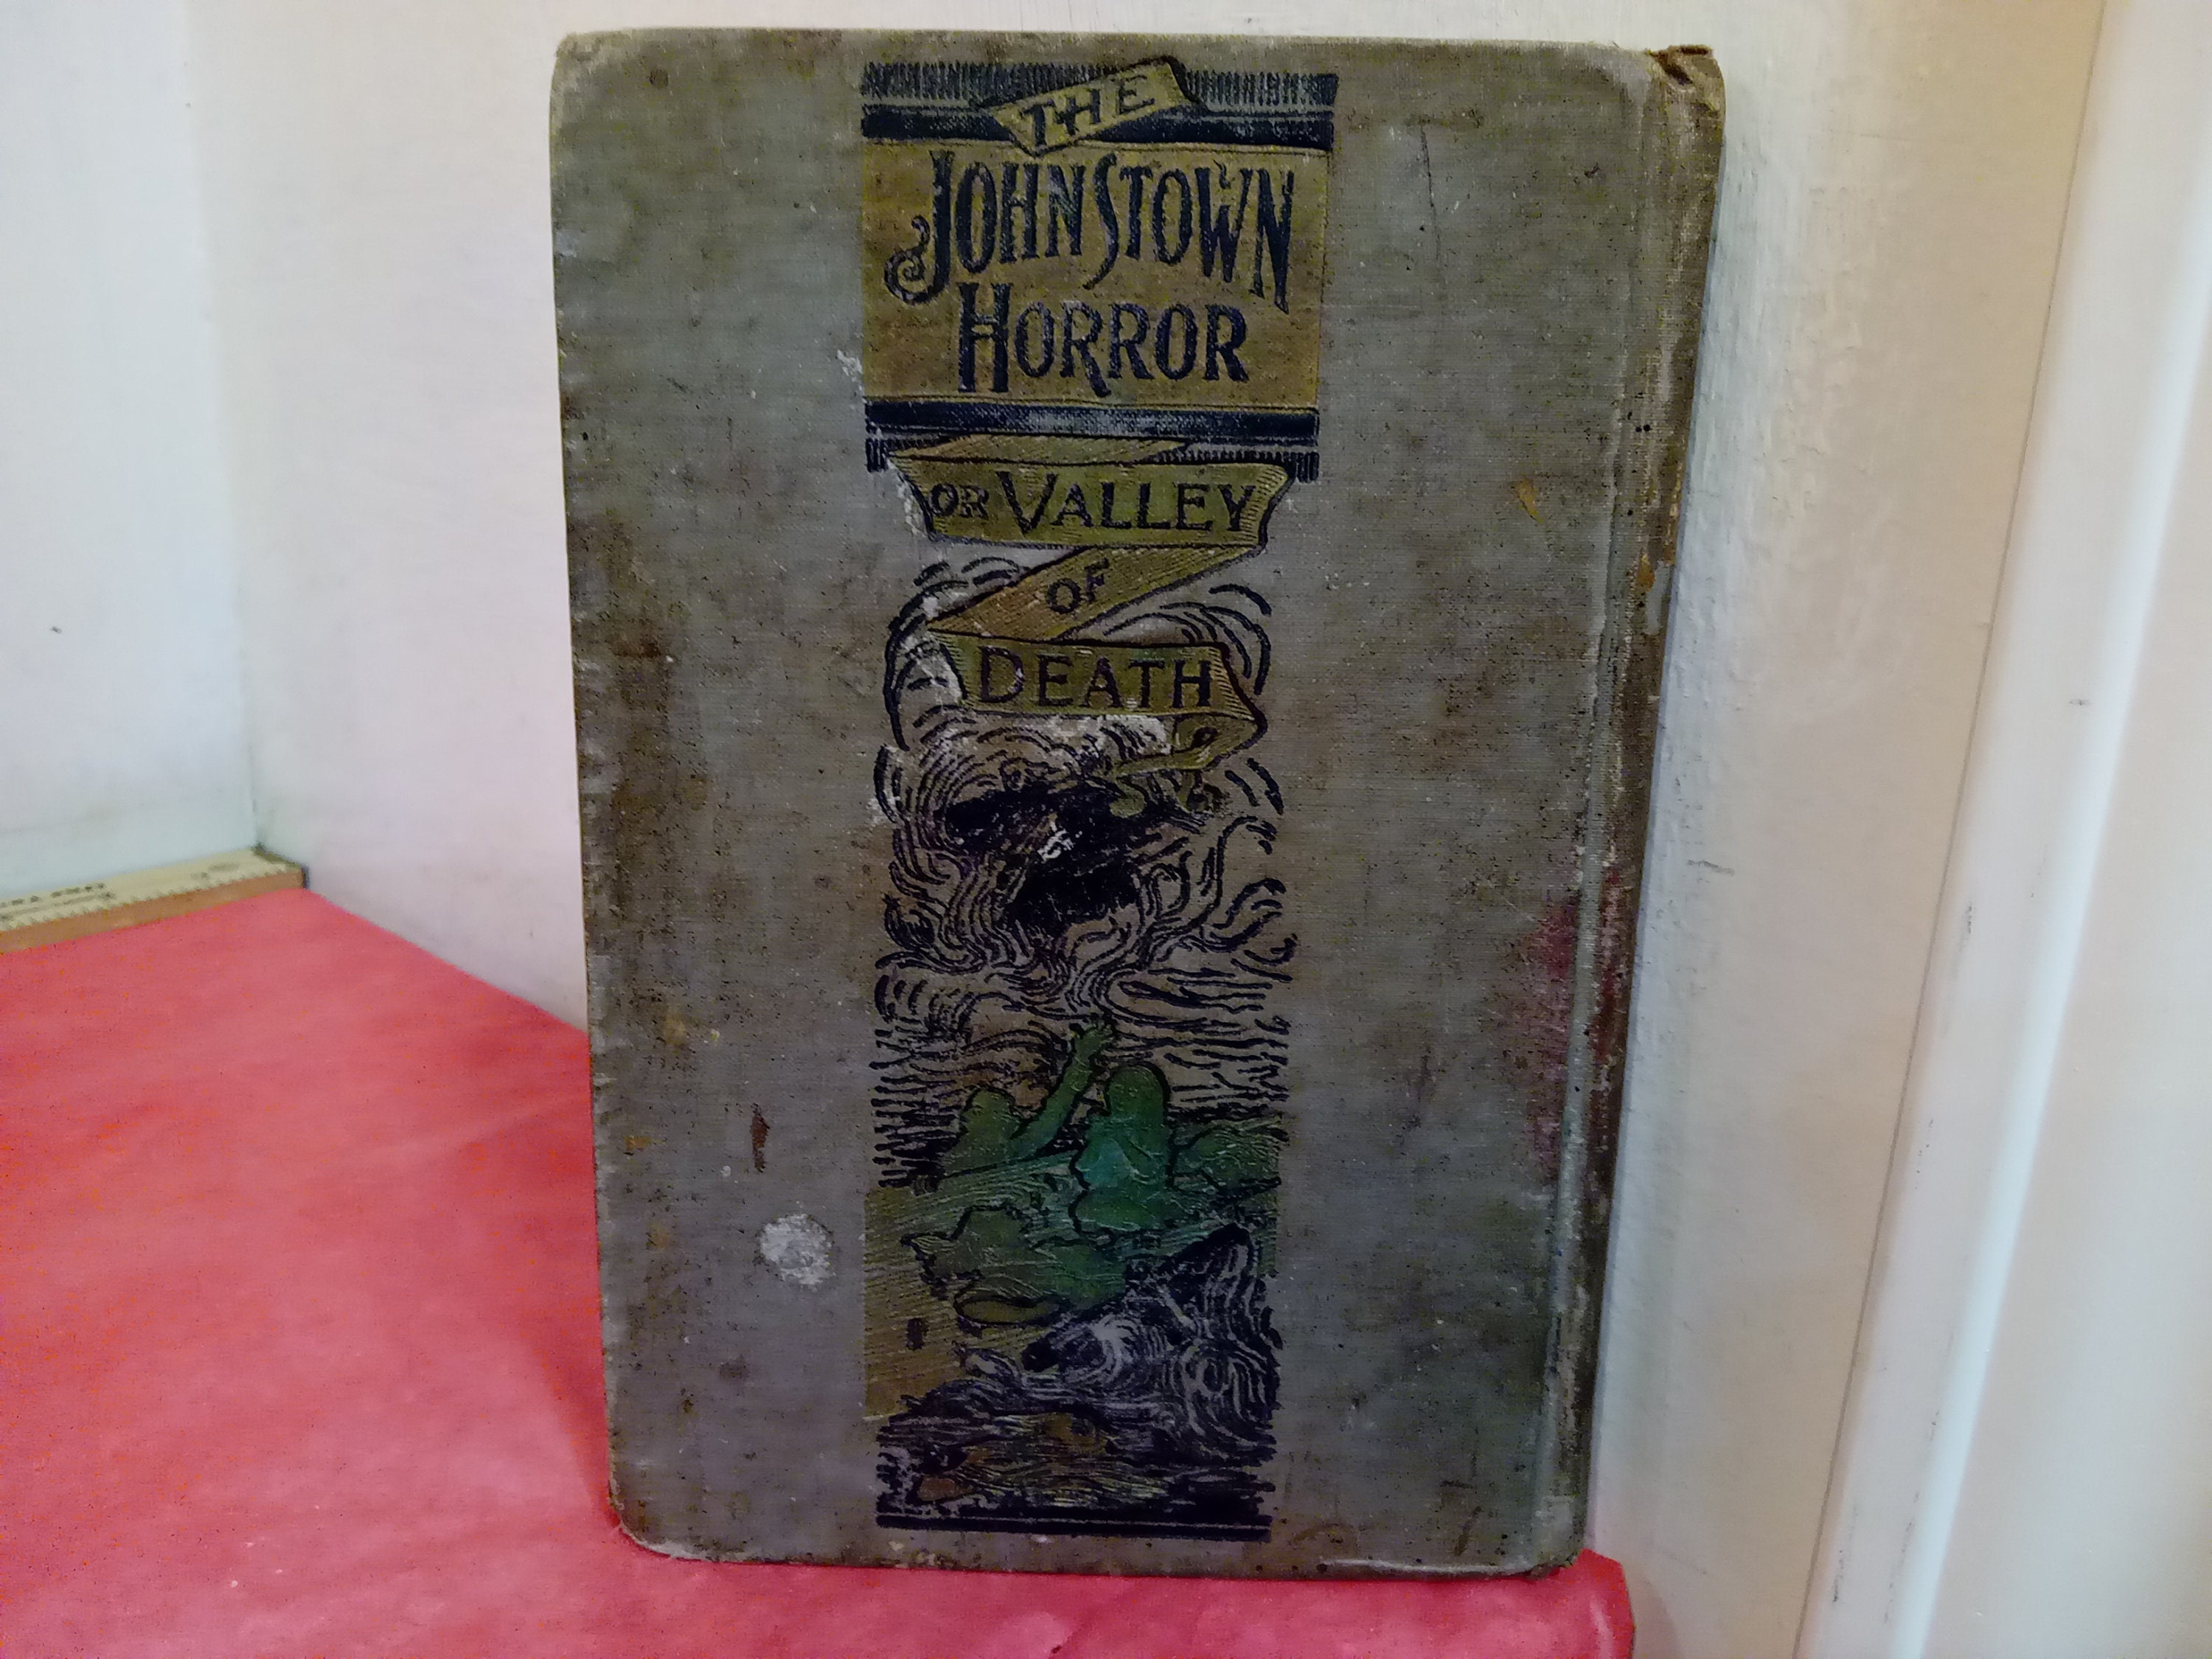 THE
JOHNSTOWN
HORROR
OR VALLEY
OF
DEATH